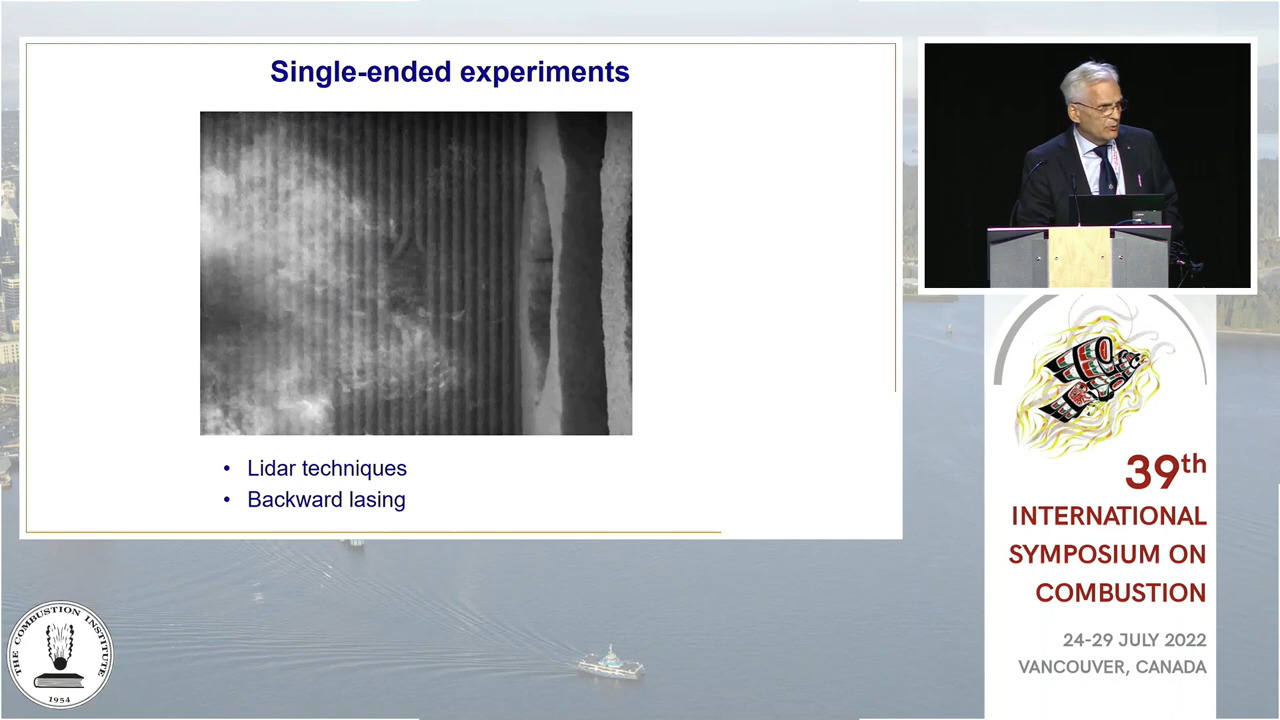 Single-ended experiments
• Lidar techniques
• Backward lasing
39th
INTERNATIONAL
SYMPOSIUM ON
COMBUSTION
24-29 JULY 2022
VANCOUVER, CANADA
THE COMBUSTION INSTITUTE
1954